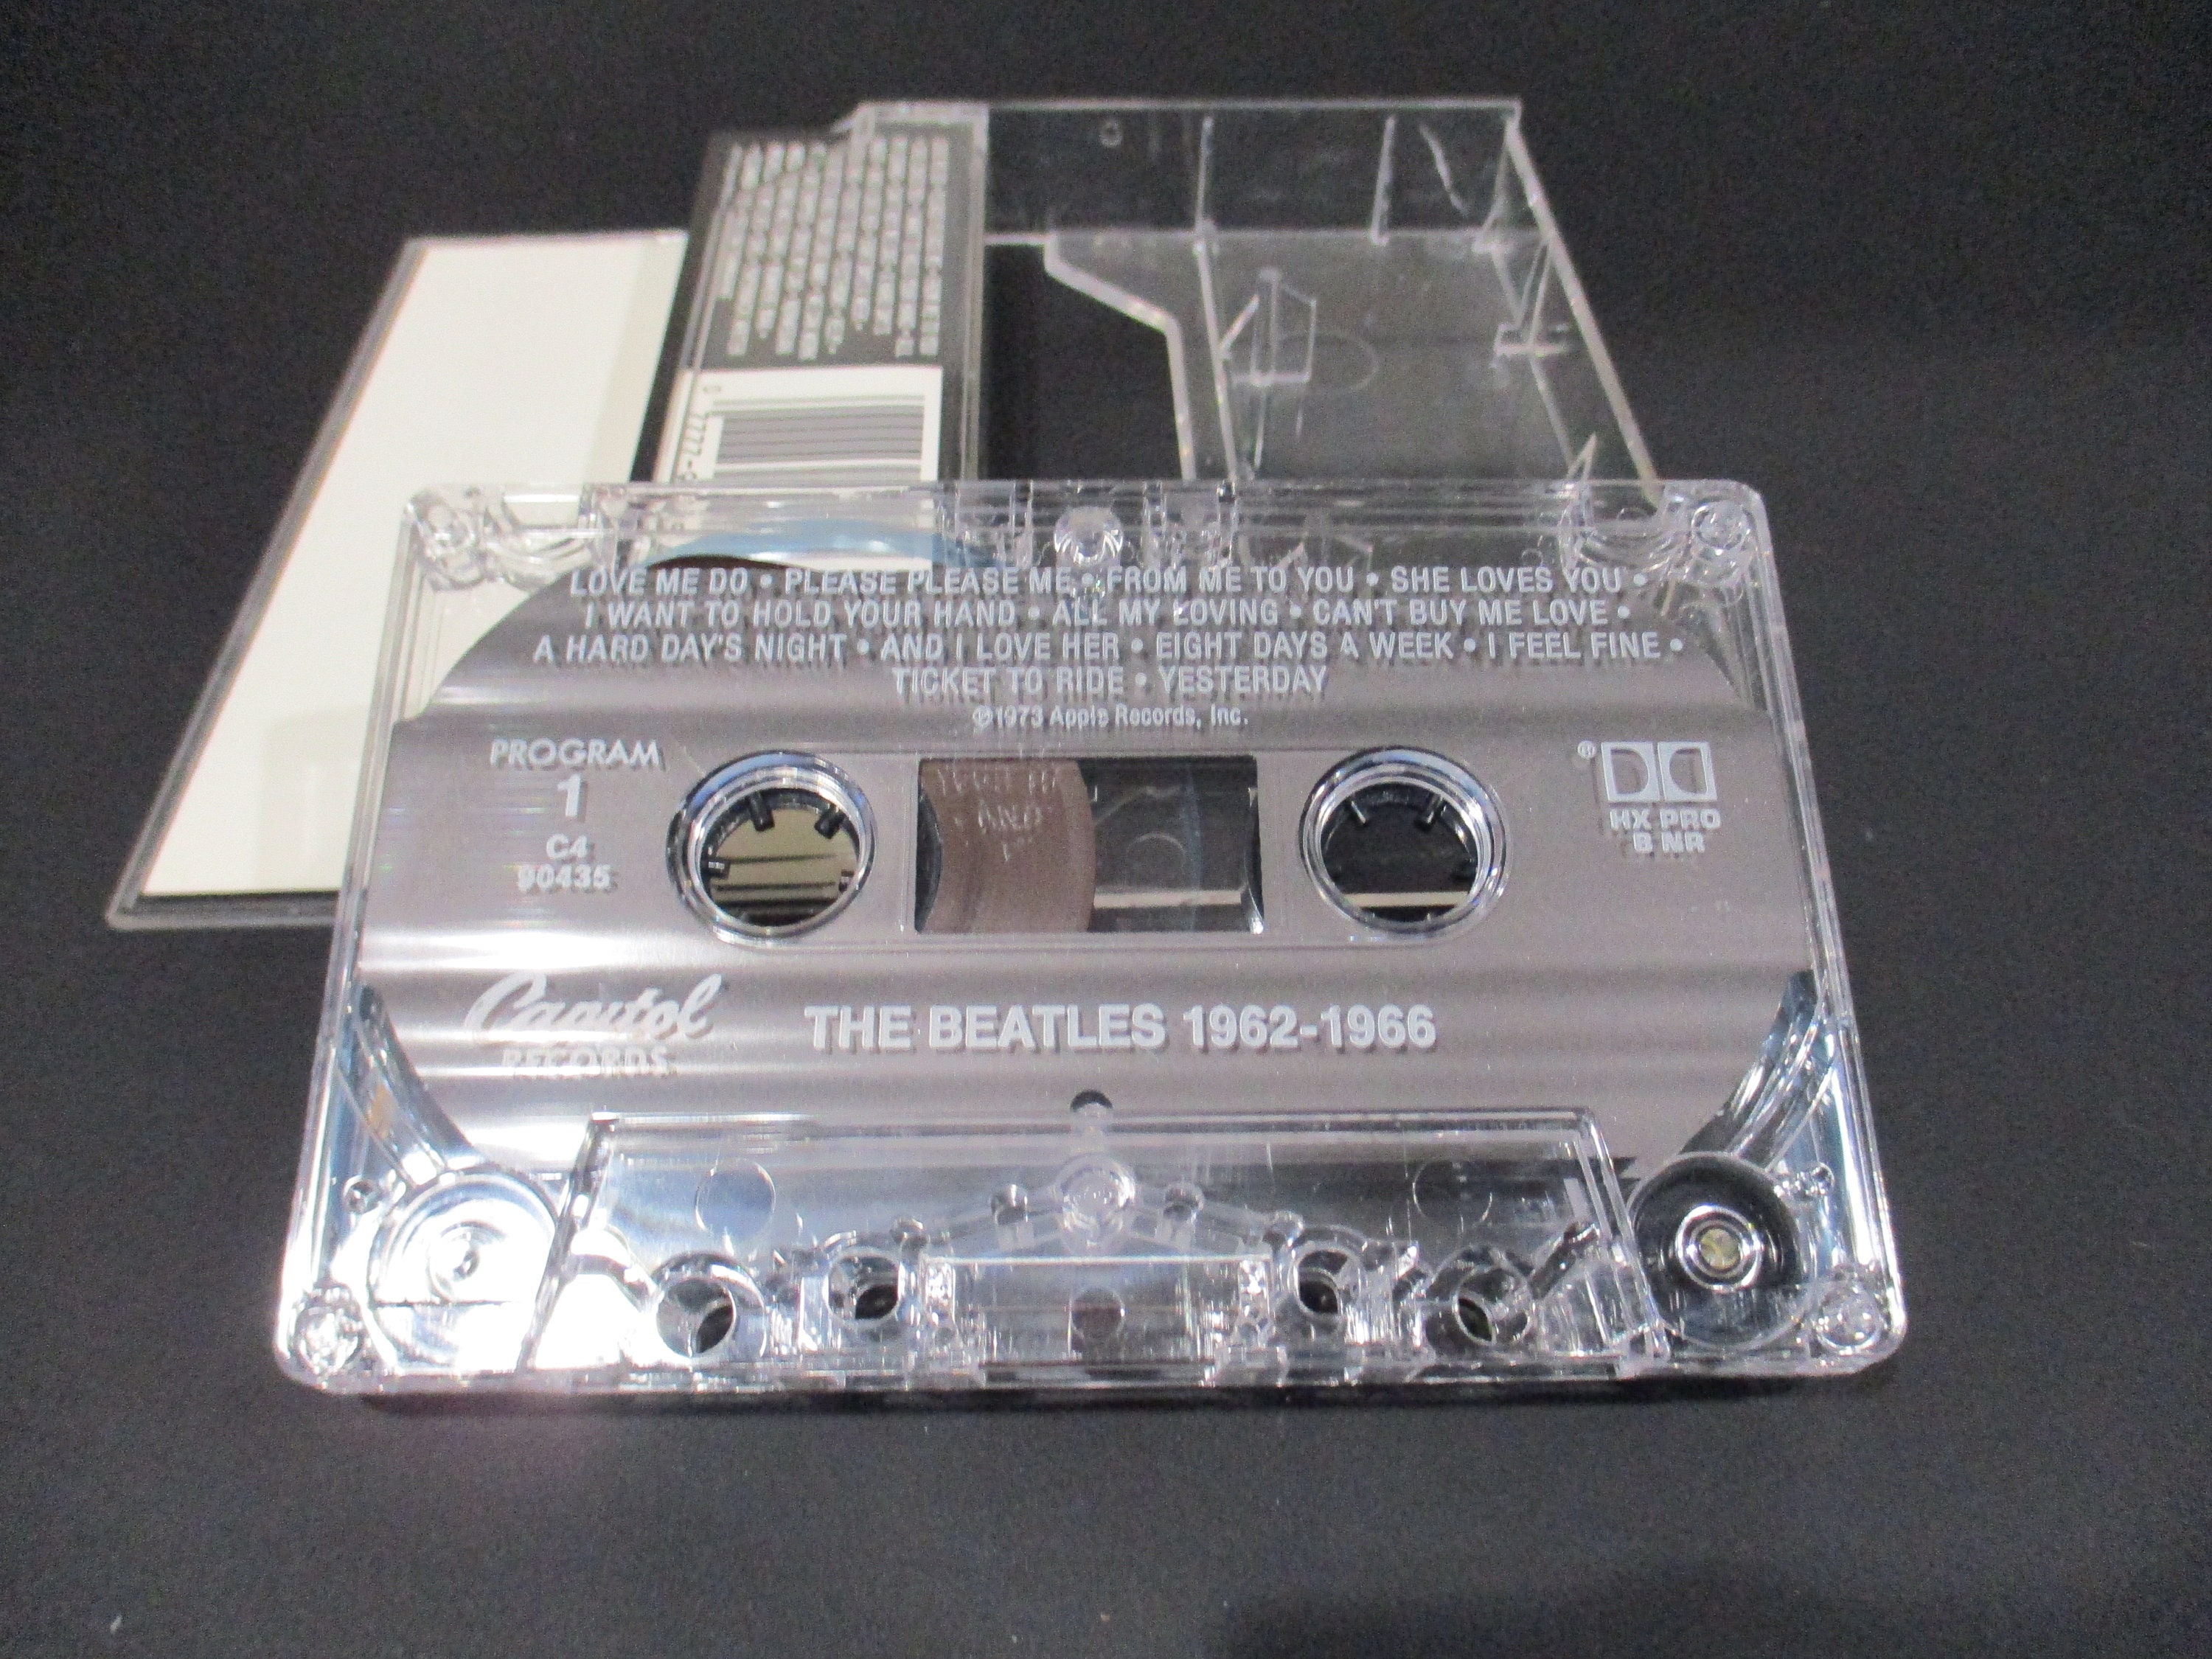 LOVE ME DO • PLEASE PLEASE ME • FROM ME TO YOU • SHE LOVES YOU •
I WANT TO HOLD YOUR HAND • ALL MY LOVING • CAN'T BUY ME LOVE •
A HARD DAY'S NIGHT • AND I LOVE HER • EIGHT DAYS A WEEK • I FEEL FINE •
TICKET TO RIDE • YESTERDAY
℗1973 Apple Records, Inc.
PROGRAM
1
C4
90435
®
HX PRO
B NR
Capitol
RECORDS
THE BEATLES 1962-1966
0 7777-